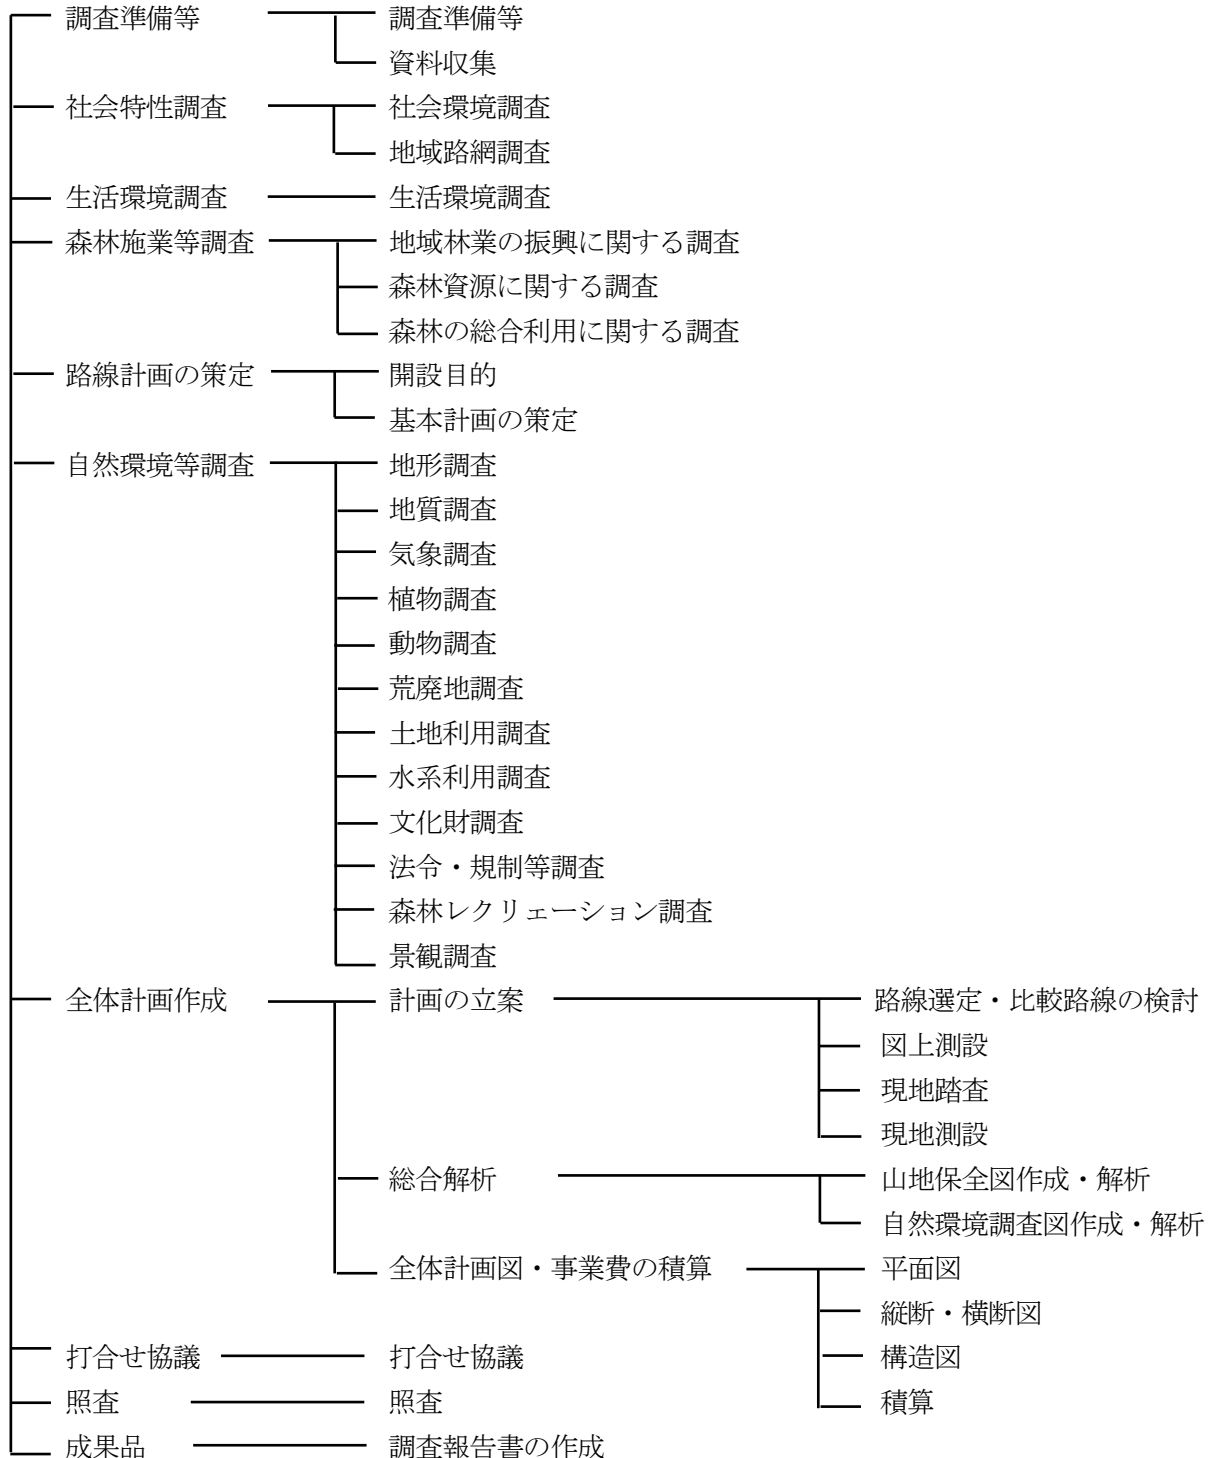 調査準備等 調査準備等
資料収集
社会特性調査 社会環境調査
地域路網調査
生活環境調査 生活環境調査
森林施業等調査 地域林業の振興に関する調査
森林資源に関する調査
森林の総合利用に関する調査
路線計画の策定 開設目的
基本計画の策定
自然環境等調査 地形調査
地質調査
気象調査
植物調査
動物調査
荒廃地調査
土地利用調査
水系利用調査
文化財調査
法令・規制等調査
森林レクリェーション調査
景観調査
全体計画作成 計画の立案 路線選定・比較路線の検討
図上測設
現地踏査
現地測設
総合解析 山地保全図作成・解析
自然環境調査図作成・解析
全体計画図・事業費の積算 平面図
縦断・横断図
打合せ協議 打合せ協議 構造図
照査 照査 積算
成果品 調査報告書の作成